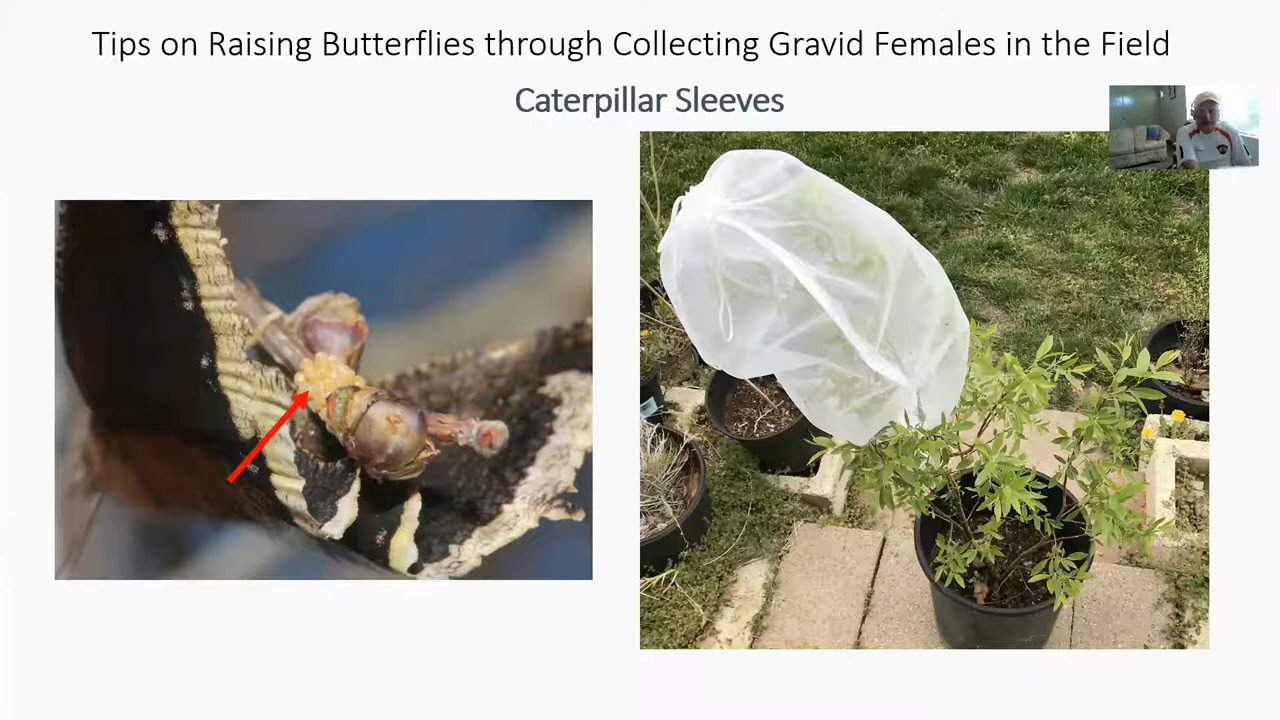 Tips on Raising Butterflies through Collecting Gravid Females in the Field
Caterpillar Sleeves